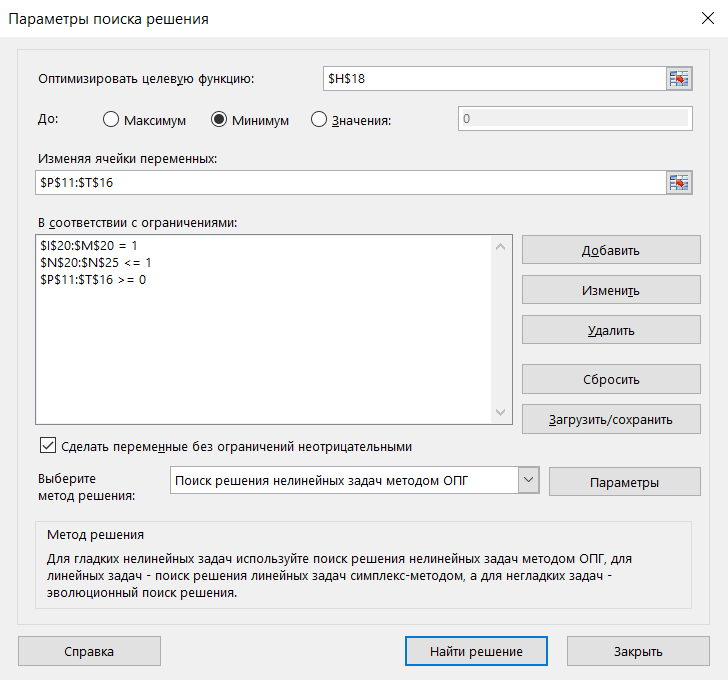 Параметры поиска решения
Оптимизировать целевую функцию:
$H$18
До:
Максимум
Минимум
Значения:
0
Изменяя ячейки переменных:
$P$11:$T$16
В соответствии с ограничениями:
$I$20:$M$20 = 1
$N$20:$N$25 <= 1
$P$11:$T$16 >= 0
Добавить
Изменить
Удалить
Сбросить
Загрузить/сохранить
Сделать переменные без ограничений неотрицательными
Выберите
метод решения:
Поиск решения нелинейных задач методом ОПГ
Параметры
Метод решения
Для гладких нелинейных задач используйте поиск решения нелинейных задач методом ОПГ, для
линейных задач - поиск решения линейных задач симплекс-методом, а для негладких задач -
эволюционный поиск решения.
Справка
Найти решение
Закрыть